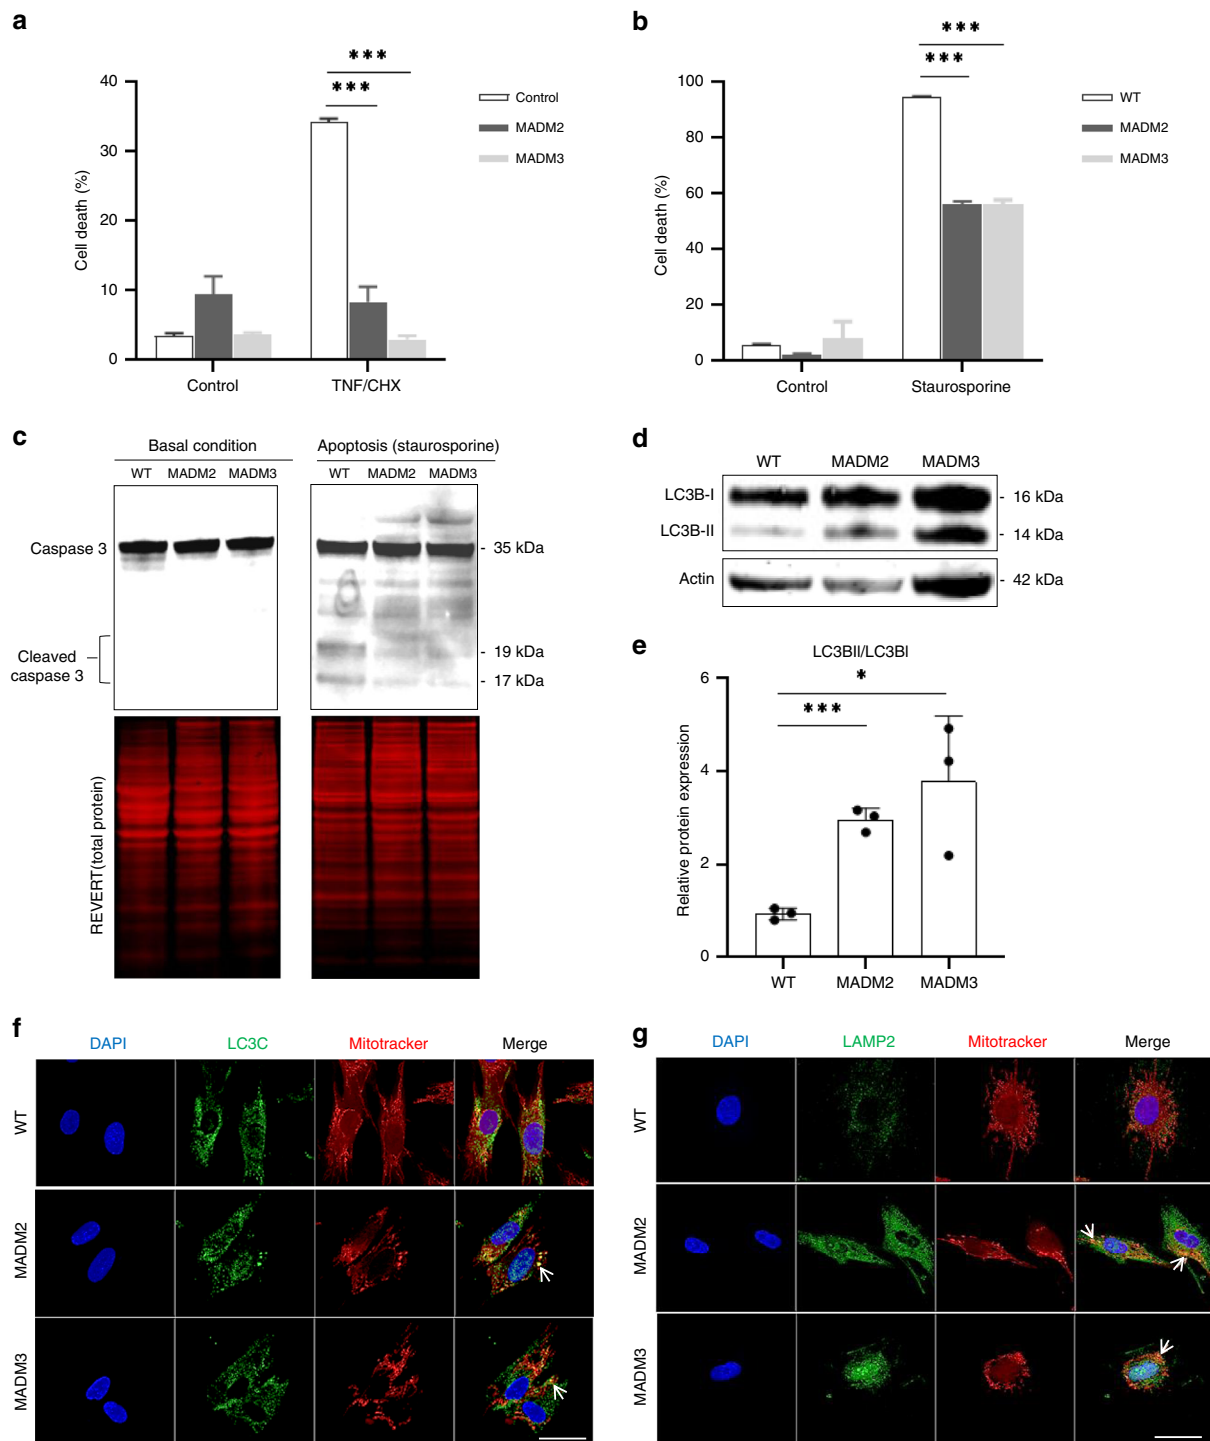 a
***
***
40
30
20
10
0
Cell death (%)
Control
TNF/CHX
Control
MADM2
MADM3
b
***
***
100
80
60
40
20
0
Cell death (%)
Control
Staurosporine
WT
MADM2
MADM3
c
Basal condition
Apoptosis (staurosporine)
WT MADM2 MADM3
WT MADM2 MADM3
Caspase 3
- 35 kDa
Cleaved
caspase 3
- 19 kDa
- 17 kDa
REVERT(total protein)
d
WT MADM2 MADM3
LC3B-I
- 16 kDa
LC3B-II
- 14 kDa
Actin
- 42 kDa
e
LC3BII/LC3BI
*
***
6
4
2
0
Relative protein expression
WT
MADM2
MADM3
f
DAPI LC3C Mitotracker Merge
WT
MADM2
MADM3
g
DAPI LAMP2 Mitotracker Merge
WT
MADM2
MADM3